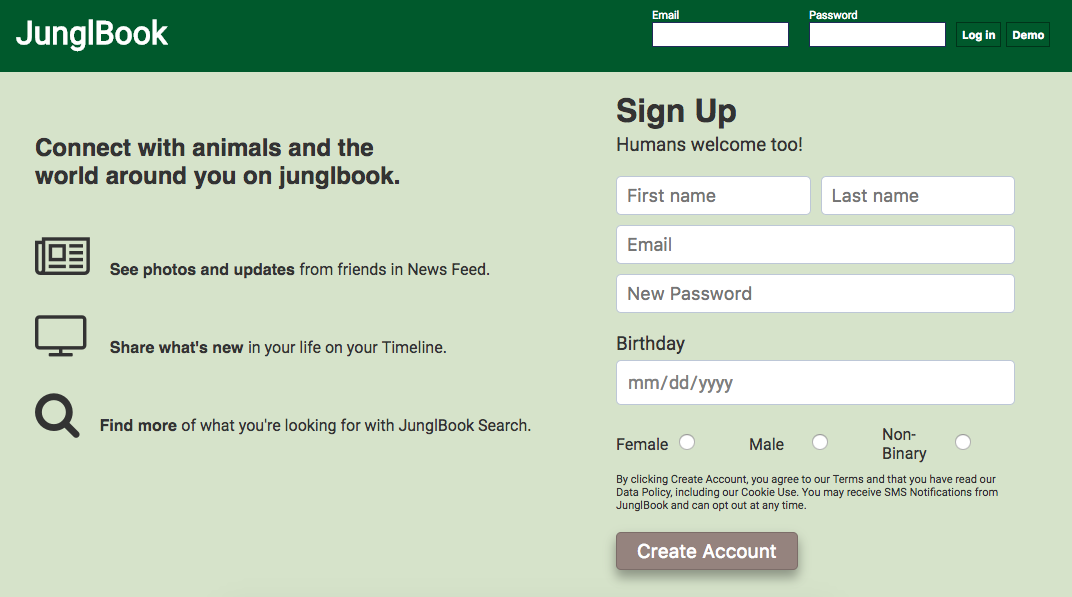 JunglBook
Email
Password
Log in
Demo
Connect with animals and the
world around you on junglbook.
See photos and updates from friends in News Feed.
Share what's new in your life on your Timeline.
Find more of what you're looking for with JunglBook Search.
Sign Up
Humans welcome too!
First name
Last name
Email
New Password
Birthday
mm/dd/yyyy
Female
Male
Non-
Binary
By clicking Create Account, you agree to our Terms and that you have read our
Data Policy, including our Cookie Use. You may receive SMS Notifications from
JunglBook and can opt out at any time.
Create Account